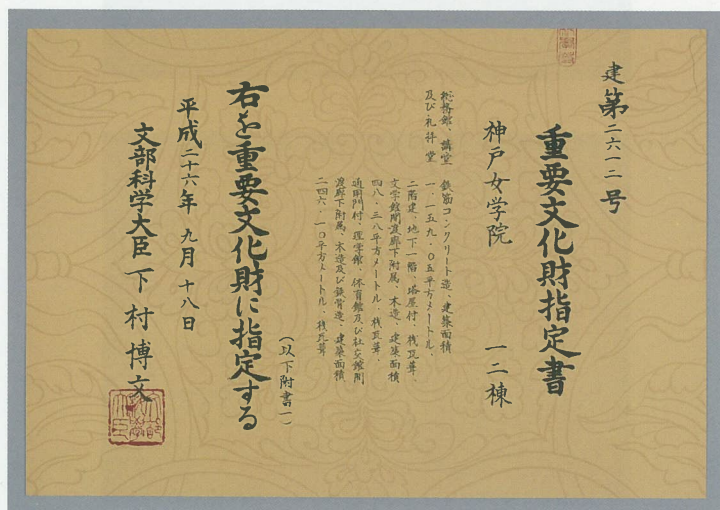 建第二六一二号
重要文化財指定書
神戸女学院 一二棟
総務館、講堂
及び礼拝堂
鉄筋コンクリート造、建築面積
一、一五九.〇五平方メートル、
二階建、地下一階、塔屋付、桟瓦葺
文学館間渡廊下附属、木造、建築面積
四八.三八平方メートル、桟瓦葺
通用門付、理学館、体育館及び社交館間
渡廊下附属、木造及び鉄骨造、建築面積
二四六.一〇平方メートル、桟瓦葺
(以下附書一)
右を重要文化財に指定する
平成二十六年九月十八日
文部科学大臣 下村博文